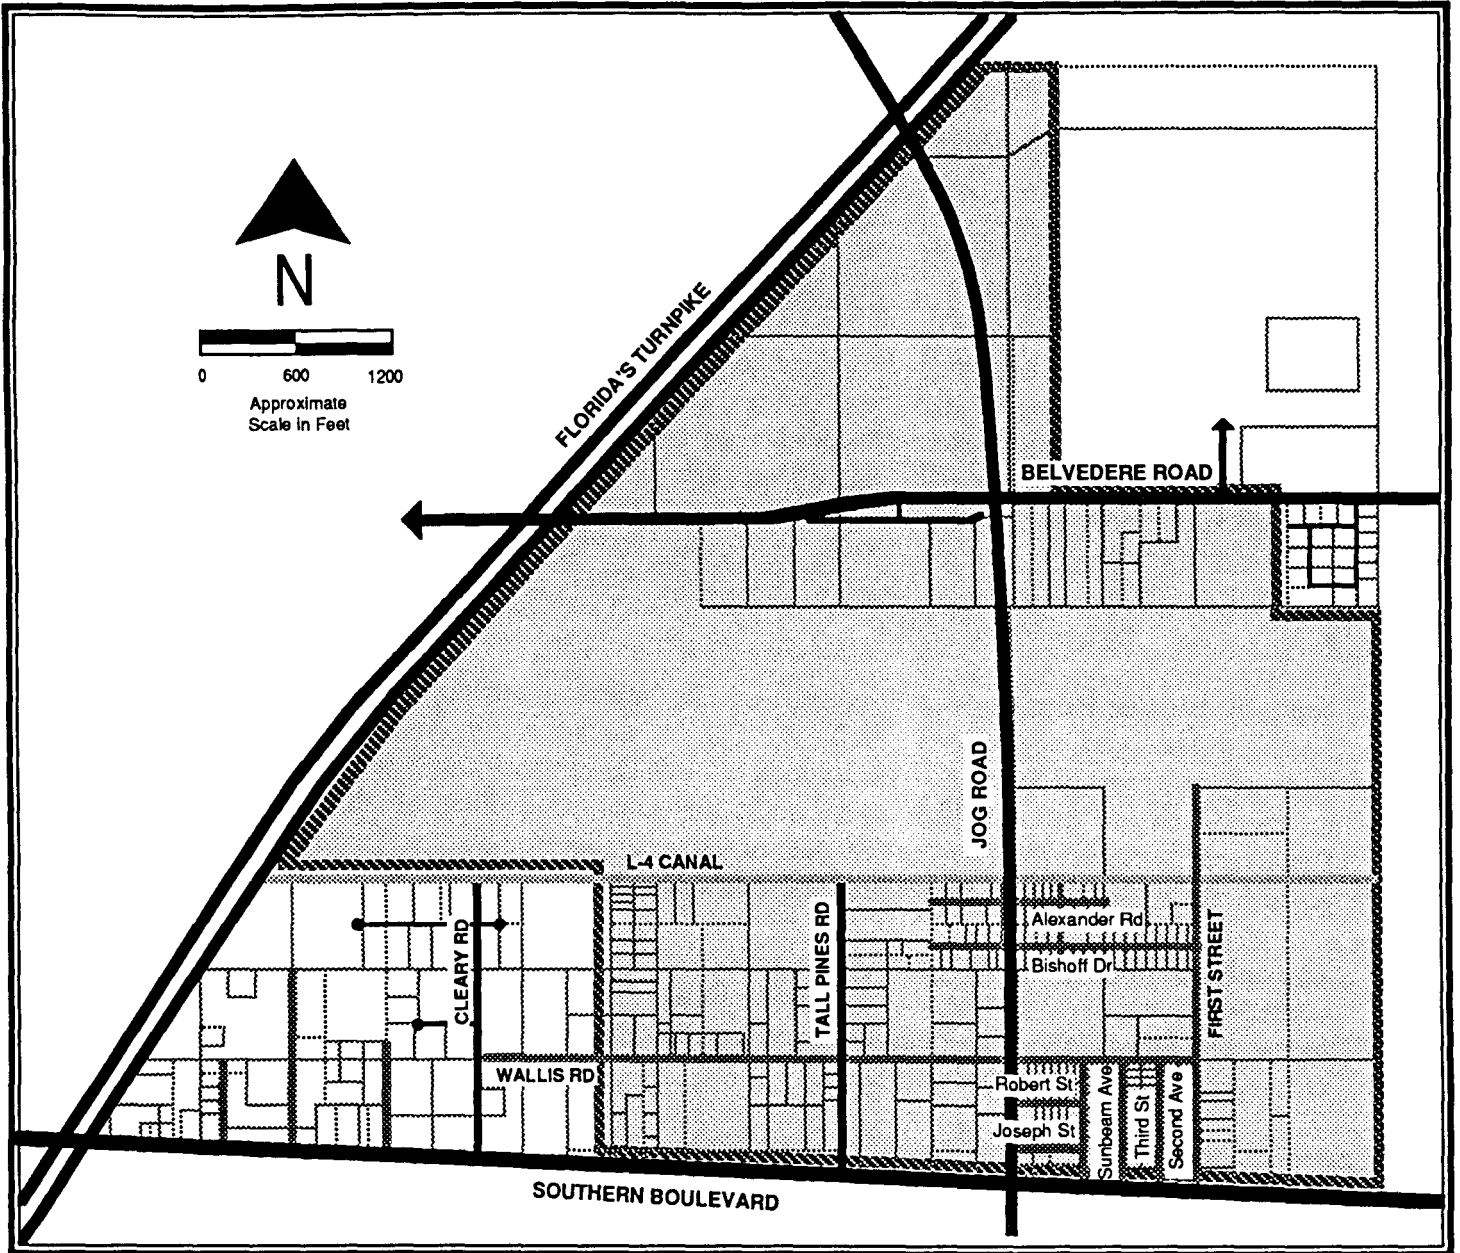 N
0 600 1200
Approximate
Scale in Feet
FLORIDA'S TURNPIKE
BELVEDERE ROAD
JOG ROAD
L-4 CANAL
CLEARY RD
TALL PINES RD
Alexander Rd
Bishoff Dr
FIRST STREET
WALLIS RD
Robert St
Joseph St
Sunbeam Ave
Third St
Second Ave
SOUTHERN BOULEVARD